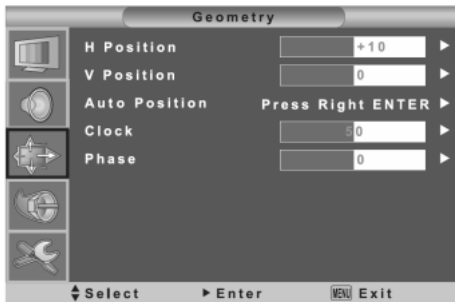 Geometry
H Position +10
V Position 0
Auto Position Press Right ENTER
Clock 50
Phase 0
Select Enter MENU Exit